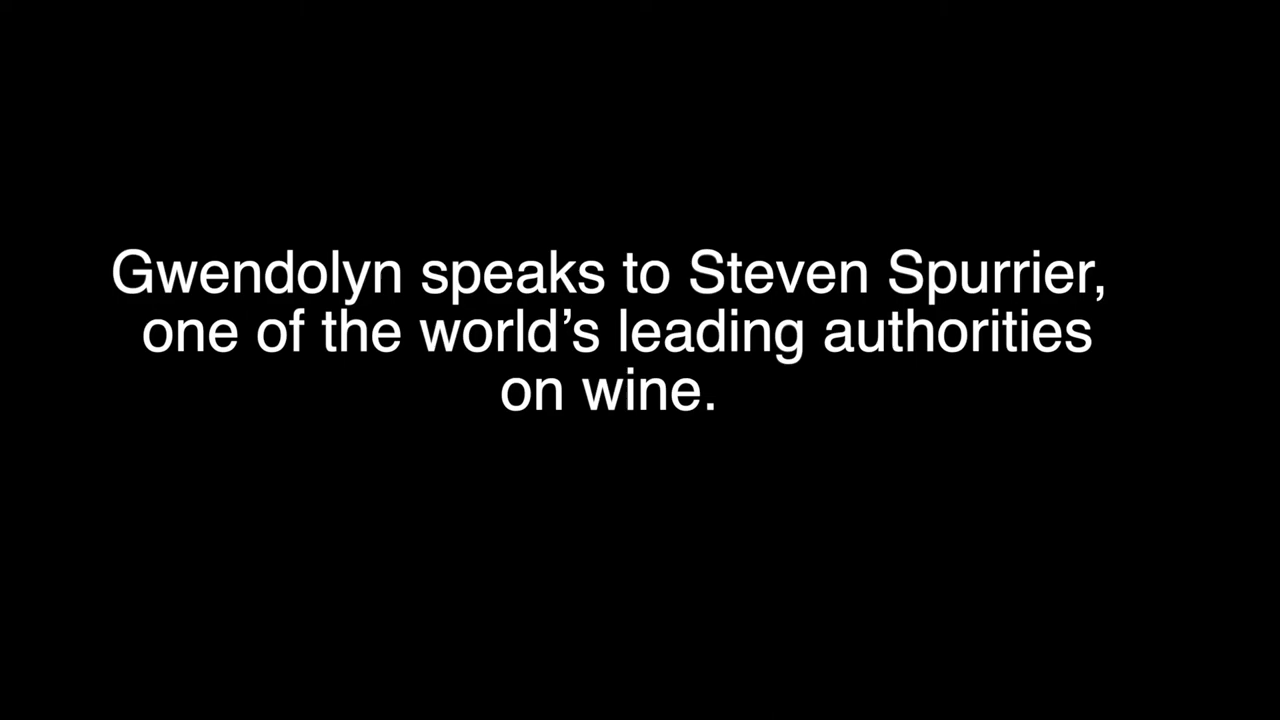 Gwendolyn speaks to Steven Spurrier,
one of the world’s leading authorities
on wine.